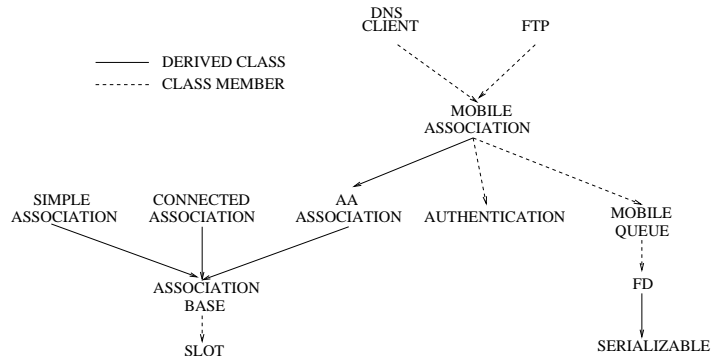 DNS
CLIENT
FTP
DERIVED CLASS
CLASS MEMBER
MOBILE
ASSOCIATION
SIMPLE
ASSOCIATION
CONNECTED
ASSOCIATION
AA
ASSOCIATION
AUTHENTICATION
MOBILE
QUEUE
ASSOCIATION
BASE
FD
SLOT
SERIALIZABLE